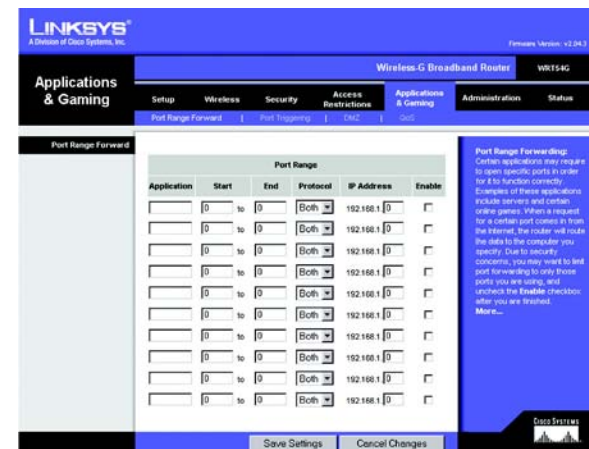 LINKSYS®
A Division of Cisco Systems, Inc.
Firmware Version: v2.04.3
Wireless-G Broadband Router WRT54G
Applications & Gaming
Setup Wireless Security Access Restrictions Applications & Gaming Administration Status
Port Range Forward | Port Triggering | DMZ | QoS
Port Range Forward
Port Range
Application Start End Protocol IP Address Enable
0 to 0 Both 192.168.1. 0
0 to 0 Both 192.168.1. 0
0 to 0 Both 192.168.1. 0
0 to 0 Both 192.168.1. 0
0 to 0 Both 192.168.1. 0
0 to 0 Both 192.168.1. 0
0 to 0 Both 192.168.1. 0
0 to 0 Both 192.168.1. 0
0 to 0 Both 192.168.1. 0
0 to 0 Both 192.168.1. 0
Port Range Forwarding:
Certain applications may require
to open specific ports in order
for it to function correctly.
Examples of these applications
include servers and certain
online games. When a request
for a certain port comes in from
the Internet, the router will route
the data to the computer you
specify. Due to security
concerns, you may want to limit
port forwarding to only those
ports you are using, and
uncheck the Enable checkbox
after you are finished.
More...
Save Settings Cancel Changes
CISCO SYSTEMS